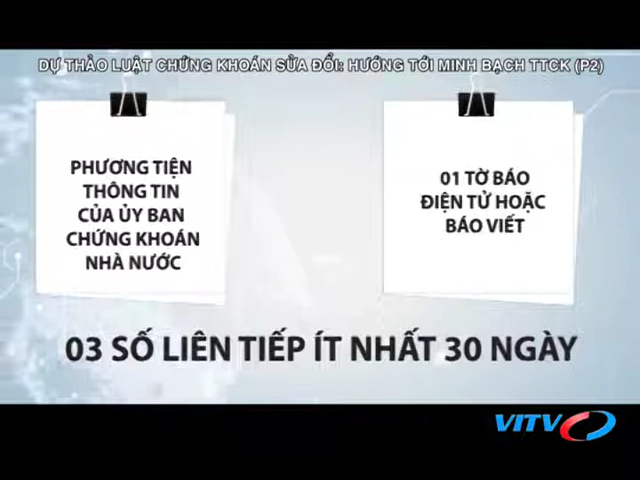 DỰ THẢO LUẬT CHỨNG KHOÁN SỬA ĐỔI: HƯỚNG TỚI MINH BẠCH TTCK (P2)
PHƯƠNG TIỆN
THÔNG TIN
CỦA ỦY BAN
CHỨNG KHOÁN
NHÀ NƯỚC
01 TỜ BÁO
ĐIỆN TỬ HOẶC
BÁO VIẾT
03 SỐ LIÊN TIẾP ÍT NHẤT 30 NGÀY
VITV